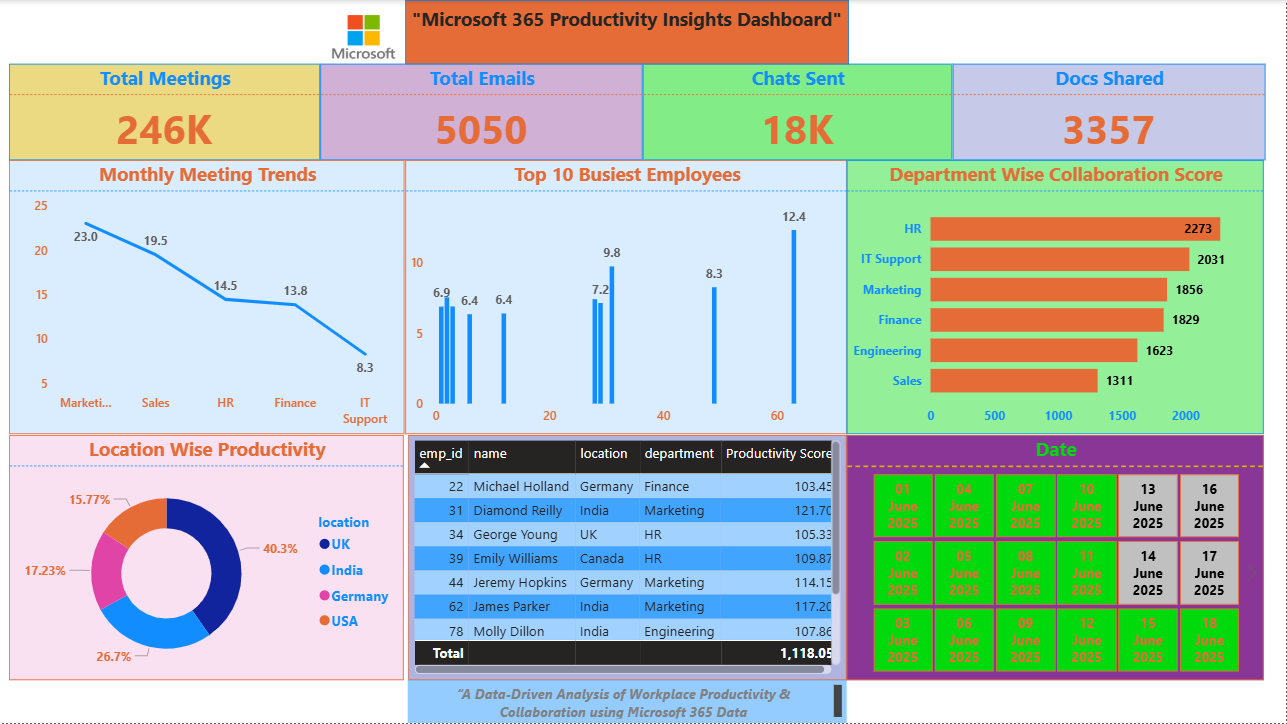 "Microsoft 365 Productivity Insights Dashboard"
Microsoft
Total Meetings
246K
Total Emails
5050
Chats Sent
18K
Docs Shared
3357
Monthly Meeting Trends
25
20
15
10
5
23.0
19.5
14.5
13.8
8.3
Marketi...
Sales
HR
Finance
IT
Support
Top 10 Busiest Employees
10
5
0
6.9
6.4
6.4
7.2
9.8
8.3
12.4
0
20
40
60
Department Wise Collaboration Score
HR 2273
IT Support 2031
Marketing 1856
Finance 1829
Engineering 1623
Sales 1311
0 500 1000 1500 2000
Location Wise Productivity
15.77%
17.23%
26.7%
40.3%
location
UK
India
Germany
USA
emp_id name location department Productivity Score
22 Michael Holland Germany Finance 103.45
31 Diamond Reilly India Marketing 121.70
34 George Young UK HR 105.33
39 Emily Williams Canada HR 109.87
44 Jeremy Hopkins Germany Marketing 114.15
62 James Parker India Marketing 117.20
78 Molly Dillon India Engineering 107.86
Total 1,118.05
Date
01 June 2025
04 June 2025
07 June 2025
10 June 2025
13 June 2025
16 June 2025
02 June 2025
05 June 2025
08 June 2025
11 June 2025
14 June 2025
17 June 2025
03 June 2025
06 June 2025
09 June 2025
12 June 2025
15 June 2025
18 June 2025
"A Data-Driven Analysis of Workplace Productivity &
Collaboration using Microsoft 365 Data